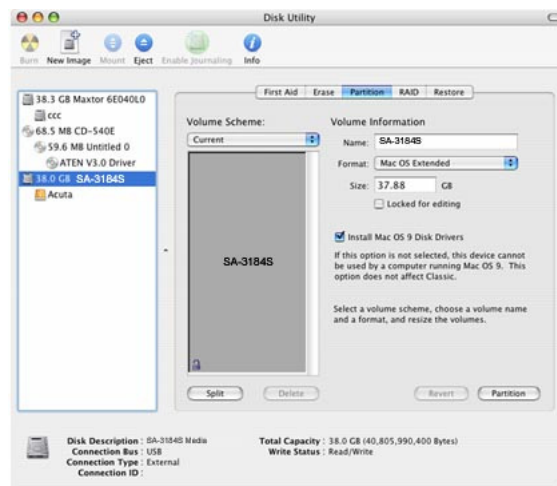 Disk Utility
Burn New Image Mount Eject Enable Journaling Info
38.3 GB Maxtor 6E040L0
ccc
68.5 MB CD-540E
59.6 MB Untitled 0
ATEN V3.0 Driver
38.0 GB SA-3184S
Acuta
First Aid Erase Partition RAID Restore
Volume Scheme:
Current
SA-3184S
Split Delete
Volume Information
Name: SA-3184S
Format: Mac OS Extended
Size: 37.88 GB
Locked for editing
Install Mac OS 9 Disk Drivers
If this option is not selected, this device cannot
be used by a computer running Mac OS 9. This
option does not affect Classic.
Select a volume scheme, choose a volume name
and a format, and resize the volumes.
Revert Partition
Disk Description : SA-3184S Media
Connection Bus : USB
Connection Type : External
Connection ID :
Total Capacity : 38.0 GB (40,805,990,400 Bytes)
Write Status : Read/Write